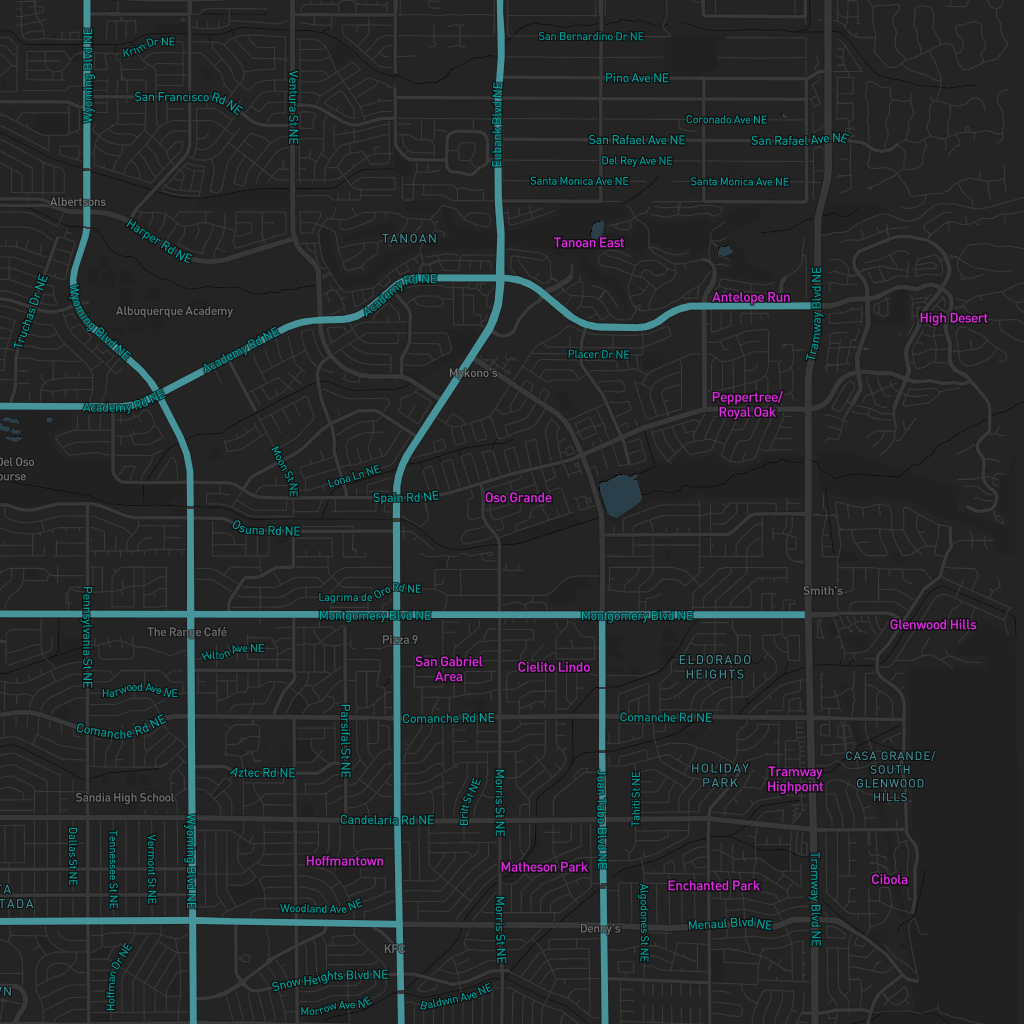 San Bernardino Dr NE
Krim Dr NE
Wyoming Blvd NE
Pino Ave NE
Ventura St NE
San Francisco Rd NE
Eubank Blvd NE
Coronado Ave NE
San Rafael Ave NE
San Rafael Ave NE
Del Rey Ave NE
Santa Monica Ave NE
Santa Monica Ave NE
Albertsons
Harper Rd NE
TANOAN
Tanoan East
Antelope Run
Tramway Blvd NE
High Desert
Truchas Dr NE
Wyoming Blvd NE
Albuquerque Academy
Academy Rd NE
Academy Rd NE
Placer Dr NE
Mykono's
Academy Rd NE
Peppertree/
Royal Oak
Del Oso
ourse
Moon St NE
Lona Ln NE
Spain Rd NE
Oso Grande
Osuna Rd NE
Lagrima de Oro Rd NE
Smith's
Pennsylvania St NE
Montgomery Blvd NE
Montgomery Blvd NE
Glenwood Hills
The Range Café
Pizza 9
Hilton Ave NE
San Gabriel
Area
Cielito Lindo
ELDORADO
HEIGHTS
Harwood Ave NE
Comanche Rd NE
Parsifal St NE
Comanche Rd NE
Comanche Rd NE
Aztec Rd NE
HOLIDAY
PARK
Tramway
Highpoint
CASA GRANDE/
SOUTH
GLENWOOD
HILLS
Sandia High School
Britt St NE
Morris St NE
Juan Tabo Blvd NE
Tahiti St NE
Candelaria Rd NE
Dallas St NE
Tennessee St NE
Vermont St NE
Wyoming Blvd NE
Hoffmantown
Matheson Park
Enchanted Park
Cibola
TA
TADA
Woodland Ave NE
Morris St NE
Denny's
Algodones St NE
Menaul Blvd NE
Tramway Blvd NE
KFC
Hoffman Dr NE
Snow Heights Blvd NE
WN
Morrow Ave NE
Baldwin Ave NE